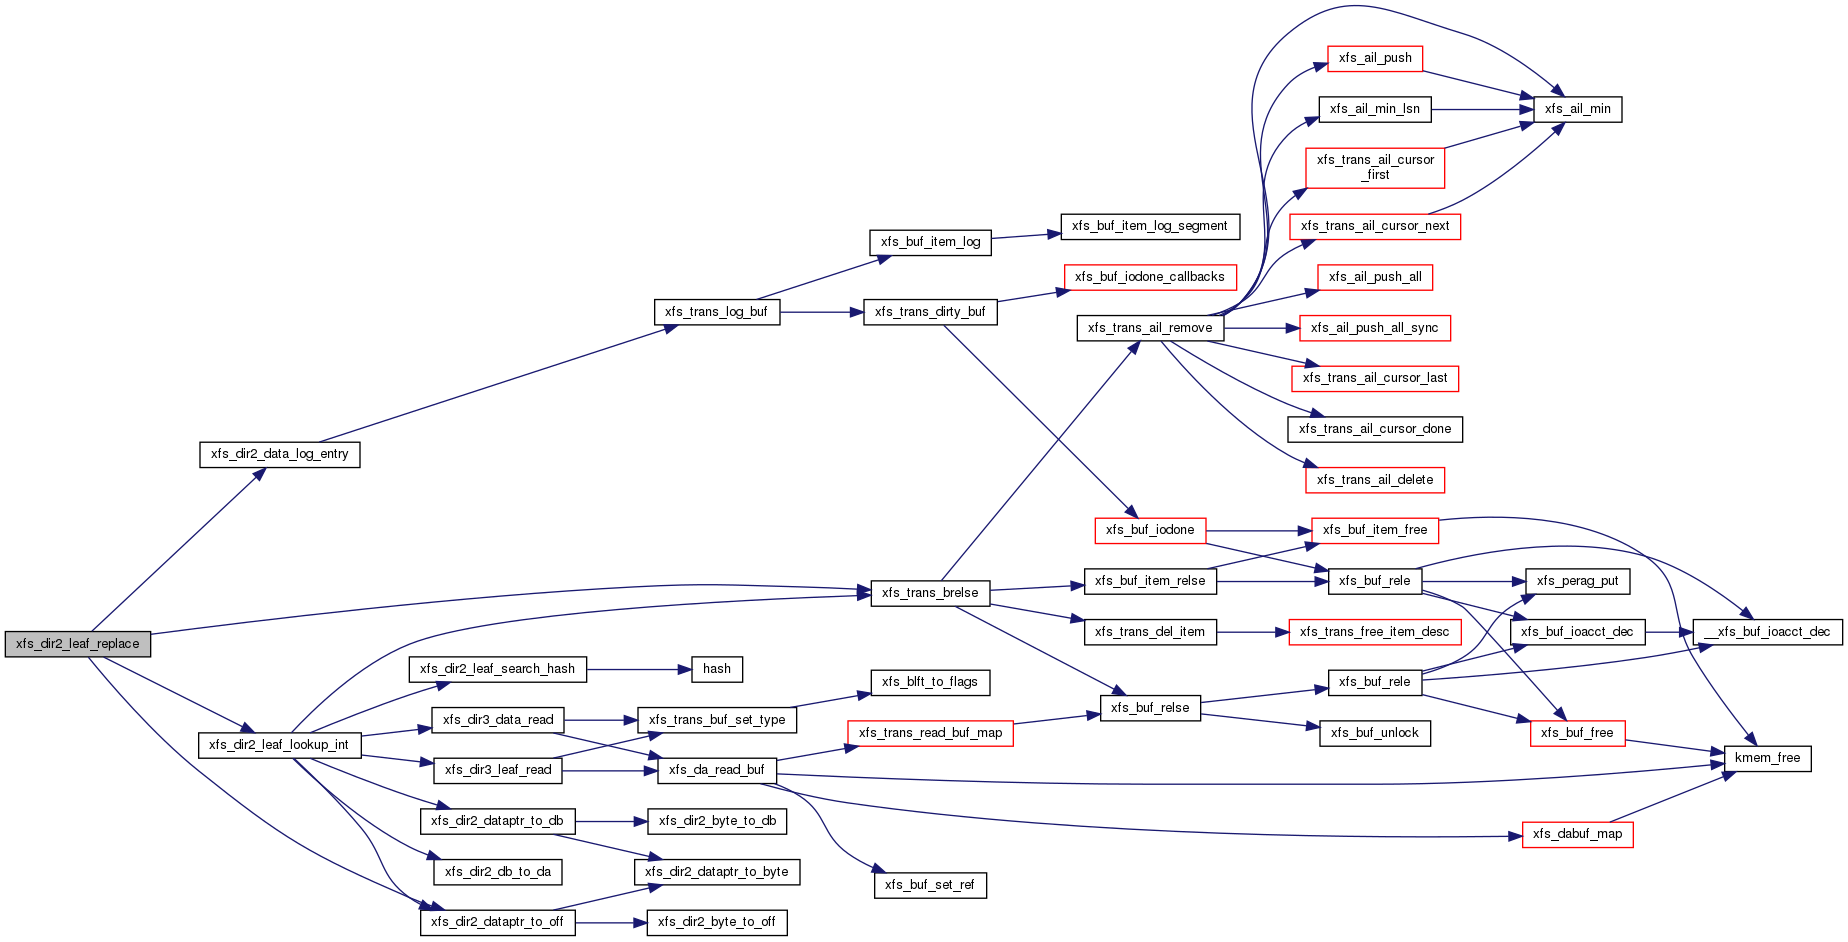 xfs_ail_push
xfs_ail_min_lsn
xfs_ail_min
xfs_trans_ail_cursor
_first
xfs_trans_ail_cursor_next
xfs_buf_item_log_segment
xfs_buf_item_log
xfs_buf_iodone_callbacks
xfs_ail_push_all
xfs_trans_log_buf
xfs_trans_dirty_buf
xfs_trans_ail_remove
xfs_ail_push_all_sync
xfs_trans_ail_cursor_last
xfs_trans_ail_cursor_done
xfs_dir2_data_log_entry
xfs_trans_ail_delete
xfs_buf_iodone
xfs_buf_item_free
xfs_trans_brelse
xfs_buf_item_relse
xfs_buf_rele
xfs_perag_put
xfs_dir2_leaf_replace
xfs_trans_del_item
xfs_trans_free_item_desc
xfs_buf_ioacct_dec
__xfs_buf_ioacct_dec
xfs_dir2_leaf_search_hash
hash
xfs_blft_to_flags
xfs_buf_rele
xfs_dir3_data_read
xfs_trans_buf_set_type
xfs_buf_relse
xfs_dir2_leaf_lookup_int
xfs_trans_read_buf_map
xfs_buf_unlock
xfs_buf_free
xfs_dir3_leaf_read
xfs_da_read_buf
kmem_free
xfs_dir2_dataptr_to_db
xfs_dir2_byte_to_db
xfs_dabuf_map
xfs_dir2_db_to_da
xfs_dir2_dataptr_to_byte
xfs_buf_set_ref
xfs_dir2_dataptr_to_off
xfs_dir2_byte_to_off